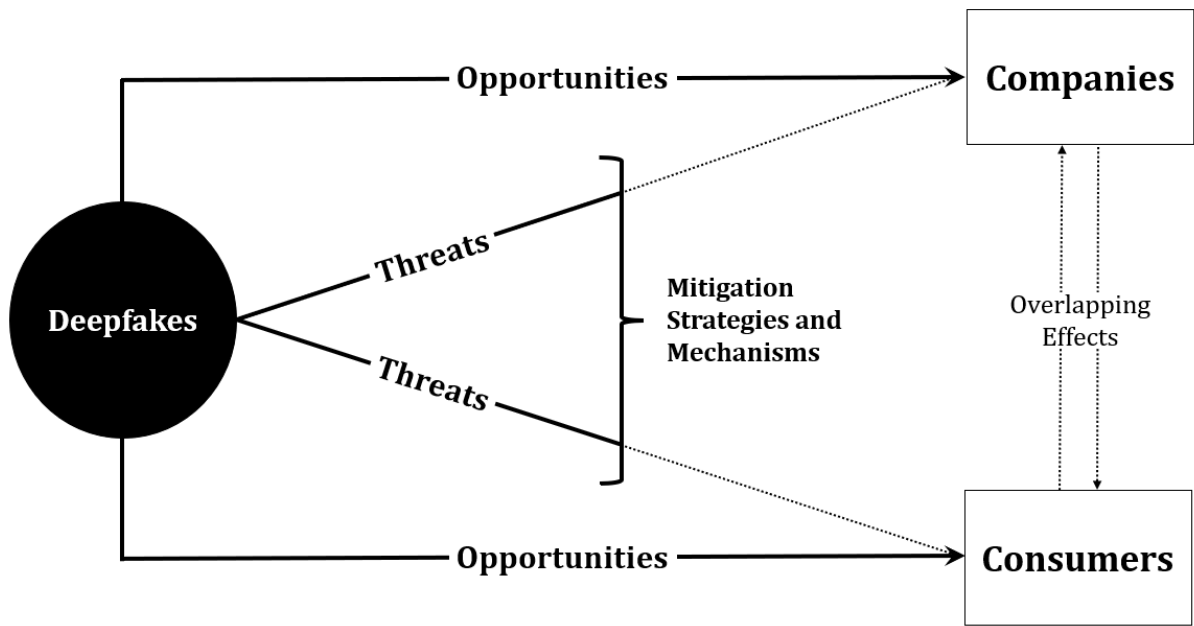 Opportunities
Companies
Threats
Deepfakes
Mitigation
Strategies and
Mechanisms
Overlapping
Effects
Threats
Opportunities
Consumers